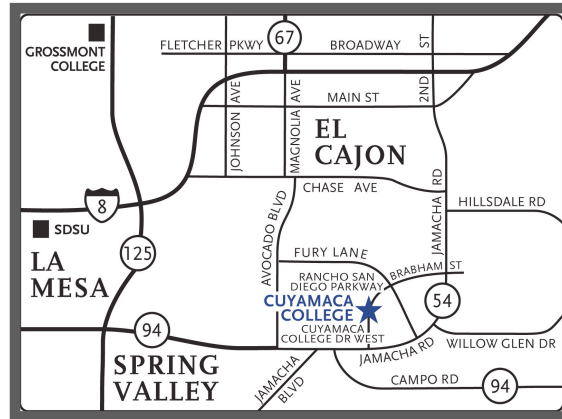 GROSSMONT
COLLEGE
FLETCHER PKWY
67
BROADWAY
2ND ST
JOHNSON AVE
MAGNOLIA AVE
MAIN ST
EL
CAJON
CHASE AVE
JAMACHA RD
HILLSDALE RD
8
SDSU
125
LA
MESA
AVOCADO BLVD
FURY LANE
RANCHO SAN
DIEGO PARKWAY
BRABHAM ST
CUYAMACA
COLLEGE
54
CUYAMACA
COLLEGE DR WEST
JAMACHA RD
WILLOW GLEN DR
94
SPRING
VALLEY
JAMACHA
BLVD
CAMPO RD
94